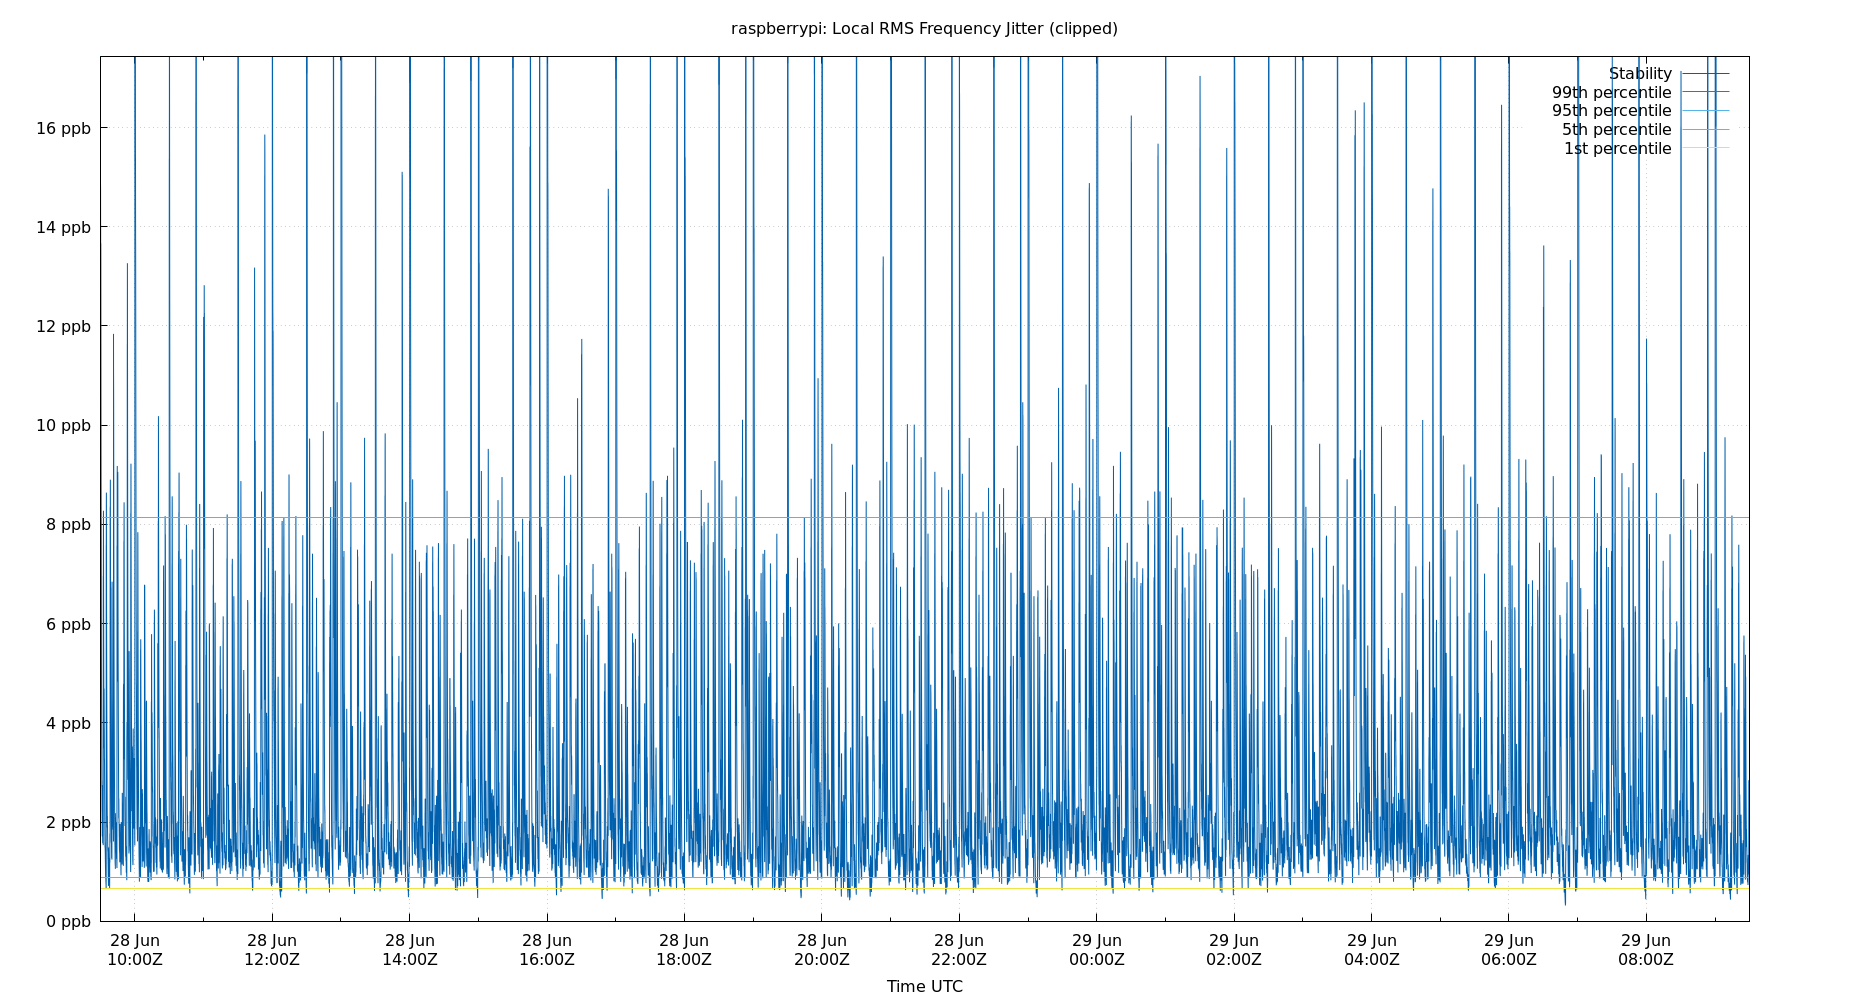 raspberrypi: Local RMS Frequency Jitter (clipped)
Stability
99th percentile
95th percentile
5th percentile
1st percentile
16 ppb
14 ppb
12 ppb
10 ppb
8 ppb
6 ppb
4 ppb
2 ppb
0 ppb
28 Jun 28 Jun 28 Jun 28 Jun 28 Jun 28 Jun 28 Jun 29 Jun 29 Jun 29 Jun 29 Jun 29 Jun
10:00Z 12:00Z 14:00Z 16:00Z 18:00Z 20:00Z 22:00Z 00:00Z 02:00Z 04:00Z 06:00Z 08:00Z
Time UTC